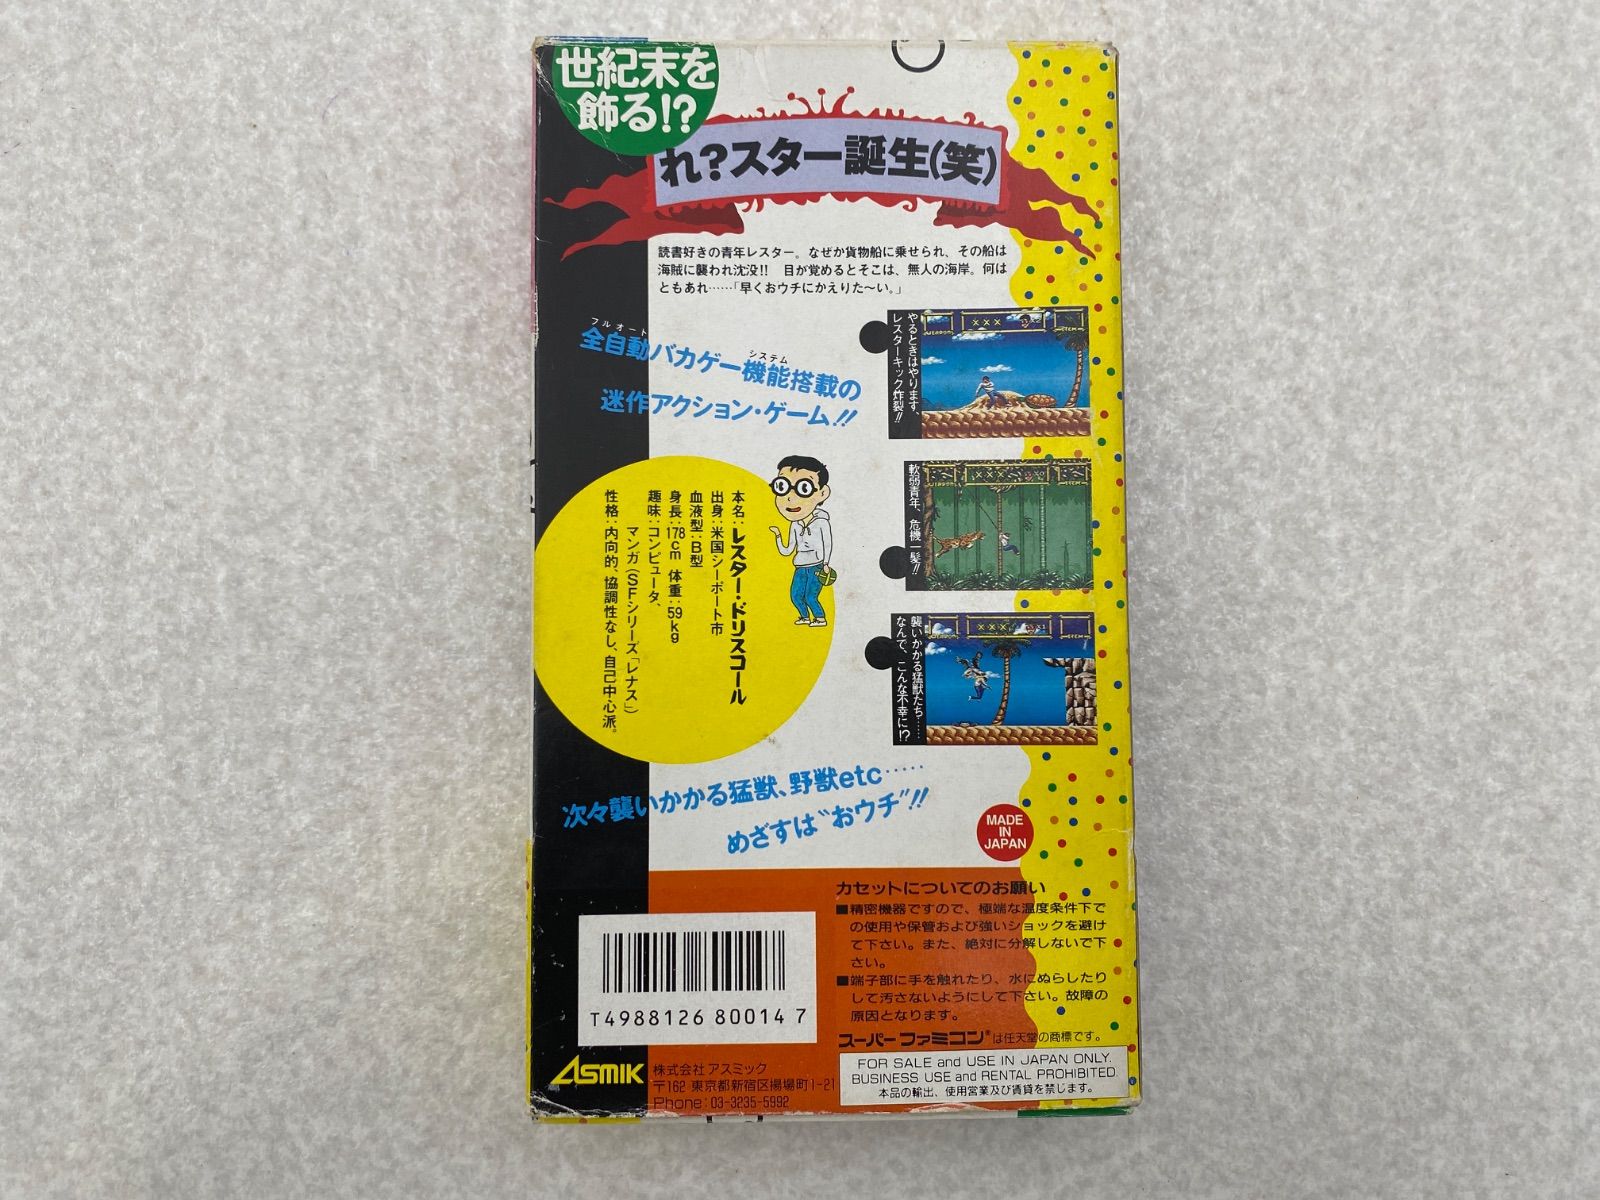 世紀末を
飾る!?
れ?スター誕生(笑)
読書好きの青年レスター。なぜか貨物船に乗せられ、その船は
海賊に襲われ沈没!! 目が覚めるとそこは、無人の海岸。何は
ともあれ……「早くおウチにかえりた〜い。」
フルオート
システム
全自動バカゲー機能搭載の
迷作アクション・ゲーム!!
やるときはやります、
レスターキック炸裂!!
軟弱青年、危機一髪!!
襲いかかる猛獣たち……
なんで、こんな不幸に!?
本名:レスター・ドリスコール
出身:米国シーポート市
血液型:B型
身長:178cm 体重:59kg
趣味:コンピュータ、
マンガ(SFシリーズ「レナス」)
性格:内向的、協調性なし、自己中心派。
次々襲いかかる猛獣、野獣etc……
めざすは"おウチ"!!
MADE
IN
JAPAN
カセットについてのお願い
■精密機器ですので、極端な温度条件下で
の使用や保管および強いショックを避け
て下さい。また、絶対に分解しないで下
さい。
■端子部に手を触れたり、水にぬらしたり
して汚さないようにして下さい。故障の
原因となります。
スーパーファミコン®は任天堂の商標です。
T4988126 80014 7
ASMIK
株式会社 アスミック
〒162 東京都新宿区揚場町1-21
Phone: 03-3235-5992
FOR SALE and USE IN JAPAN ONLY.
BUSINESS USE and RENTAL PROHIBITED.
本品の輸出、使用営業及び賃貸を禁じます。